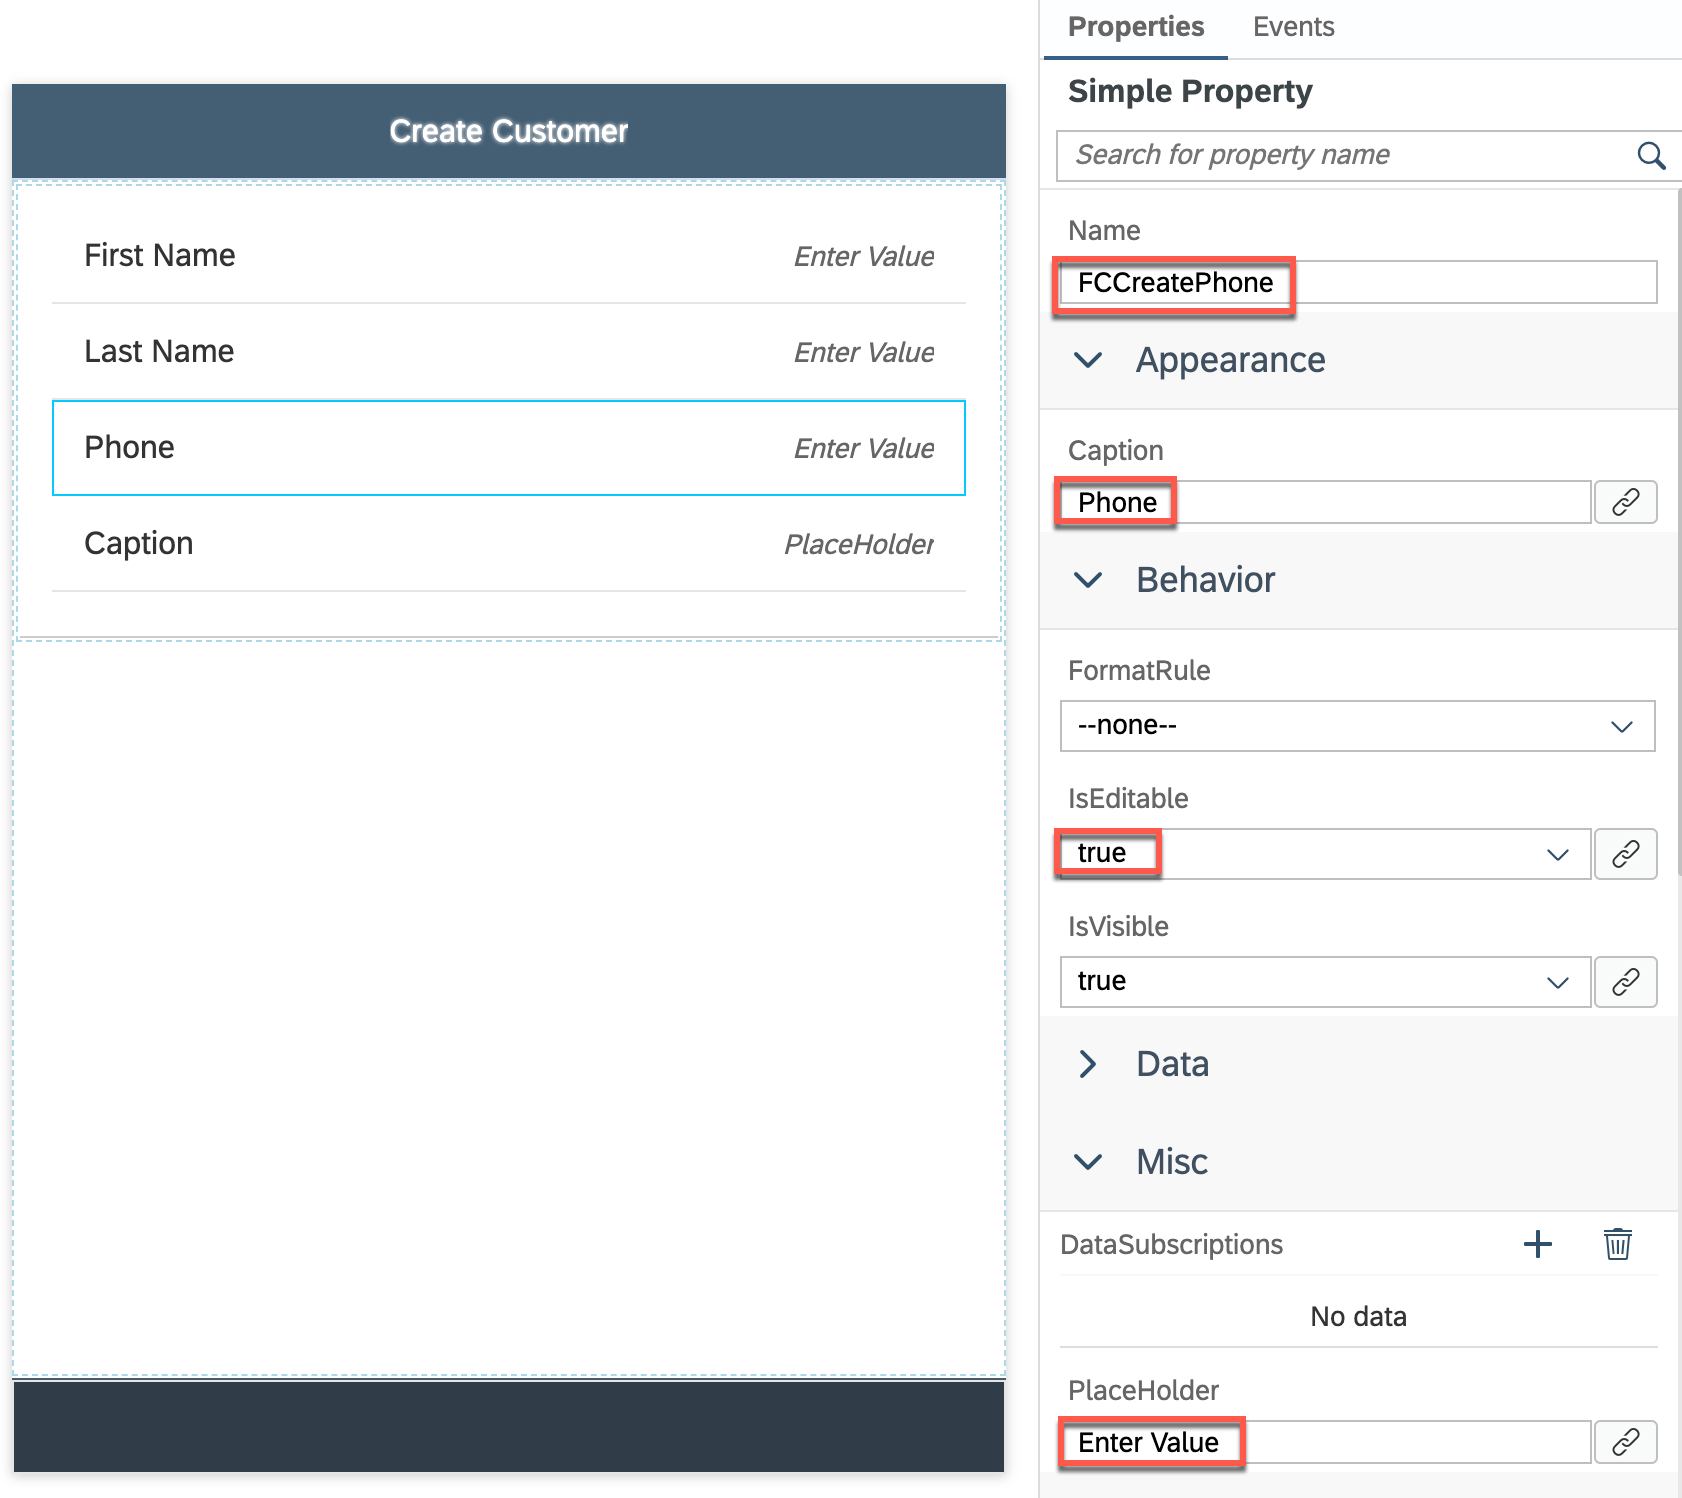 Create Customer
First Name Enter Value
Last Name Enter Value
Phone Enter Value
Caption PlaceHolder
Properties Events
Simple Property
Search for property name
Name
FCCreatePhone
Appearance
Caption
Phone
Behavior
FormatRule
--none--
IsEditable
true
IsVisible
true
Data
Misc
DataSubscriptions
No data
PlaceHolder
Enter Value